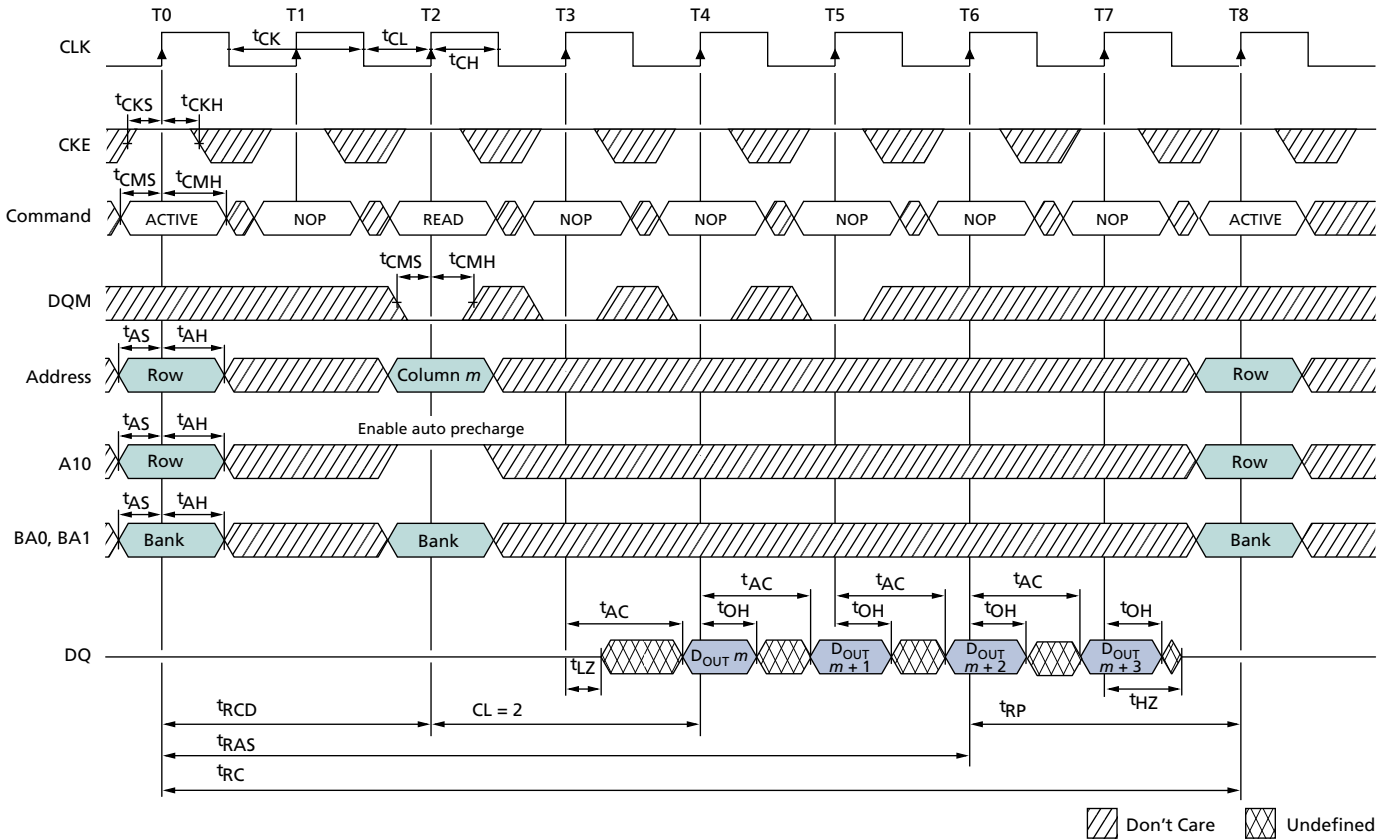 T0 T1 T2 T3 T4 T5 T6 T7 T8
CLK
tCK tCL
tCH
tCKS tCKH
CKE
tCMS tCMH
Command ACTIVE NOP READ NOP NOP NOP NOP NOP ACTIVE
tCMS tCMH
DQM
tAS tAH
Address Row Column m Row
tAS tAH
Enable auto precharge
A10 Row Row
tAS tAH
BA0, BA1 Bank Bank Bank
tAC tAC tAC
tAC tOH tOH tOH tOH
DQ DOUT m DOUT m + 1 DOUT m + 2 DOUT m + 3
tLZ tHZ
tRCD CL = 2 tRP
tRAS
tRC
Don't Care Undefined